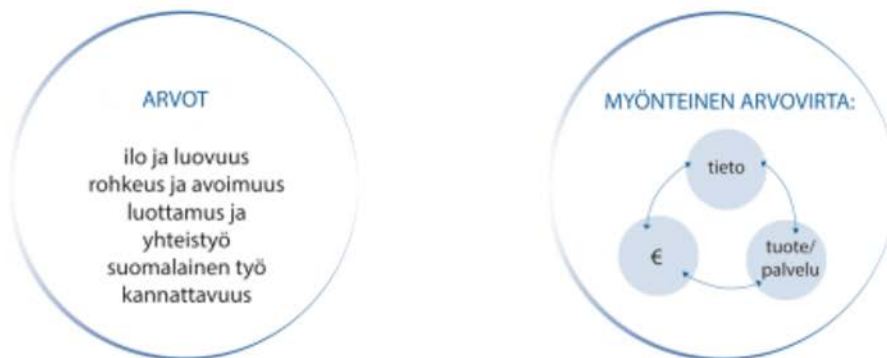 ARVOT
ilo ja luovuus
rohkeus ja avoimuus
luottamus ja
yhteistyö
suomalainen työ
kannattavuus
MYÖNTEINEN ARVOVIRTA:
tieto
€
tuote/
palvelu